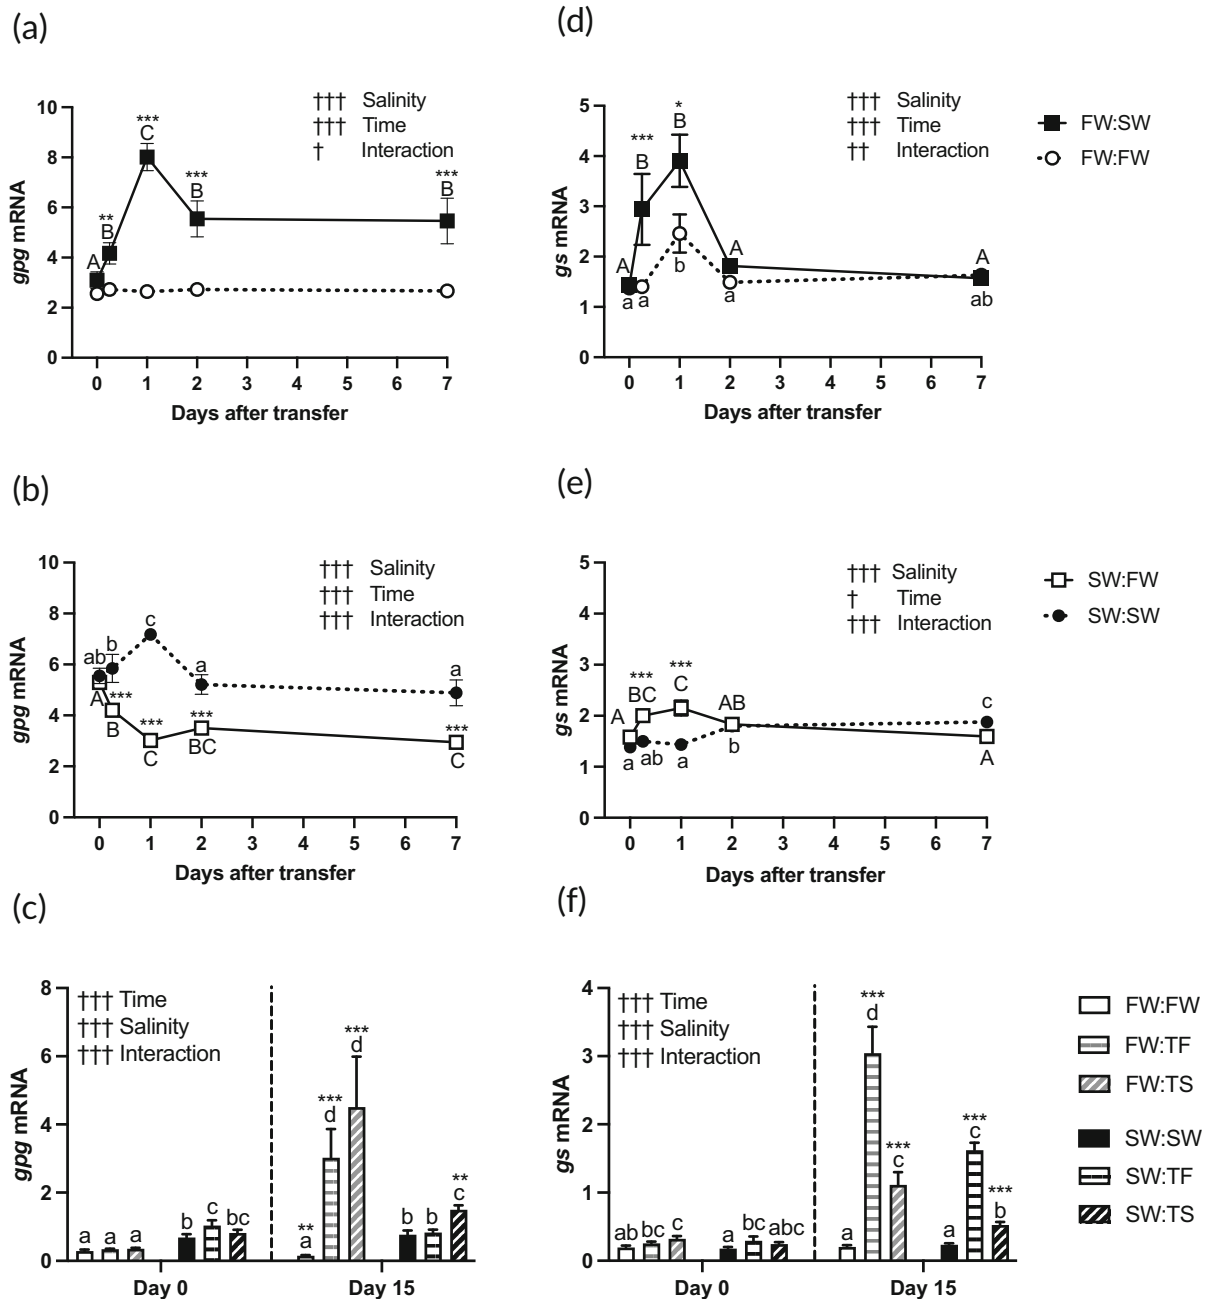 (a)
††† Salinity
††† Time
† Interaction
10
8
6
4
2
0
gpg mRNA
A
**
B
***
C
***
B
***
B
0 1 2 3 4 5 6 7
Days after transfer
(d)
††† Salinity
††† Time
†† Interaction
5
4
3
2
1
0
gs mRNA
A
***
B
*
B
A
A
a
a
b
a
ab
0 1 2 3 4 5 6 7
Days after transfer
FW:SW
FW:FW
(b)
††† Salinity
††† Time
††† Interaction
10
8
6
4
2
0
gpg mRNA
ab
b
c
a
a
A
***
B
***
C
***
BC
***
C
0 1 2 3 4 5 6 7
Days after transfer
(e)
††† Salinity
† Time
††† Interaction
5
4
3
2
1
0
gs mRNA
A
***
BC
***
C
AB
c
a
ab
a
b
A
0 1 2 3 4 5 6 7
Days after transfer
SW:FW
SW:SW
(c)
††† Time
††† Salinity
††† Interaction
8
6
4
2
0
gpg mRNA
a a a b c bc
**
a
***
d
***
d
b b
**
c
Day 0 Day 15
(f)
††† Time
††† Salinity
††† Interaction
4
3
2
1
0
gs mRNA
ab bc c a bc abc
a
***
d
***
c
a
***
c
***
b
Day 0 Day 15
FW:FW
FW:TF
FW:TS
SW:SW
SW:TF
SW:TS